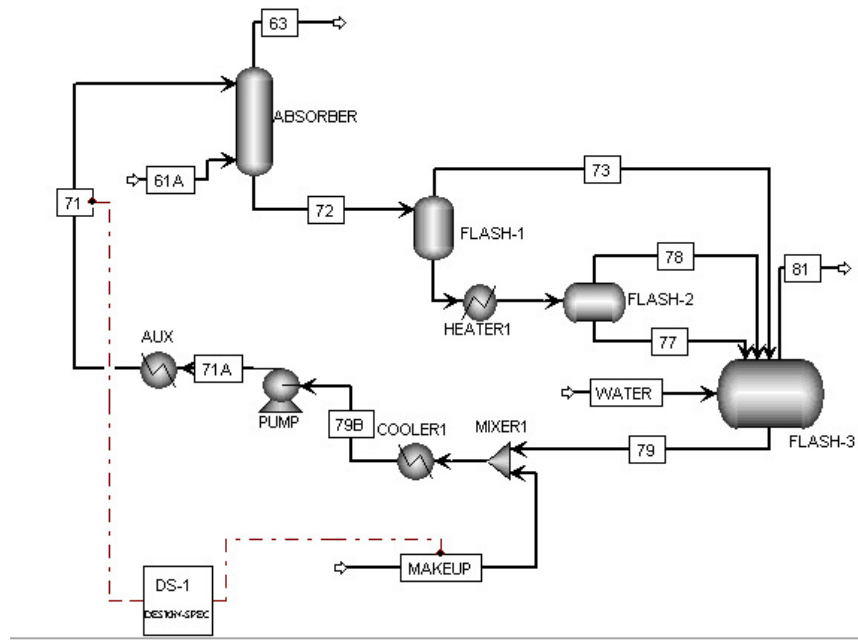 63
ABSORBER
61A
73
71
72
FLASH-1
78
81
FLASH-2
HEATER1
77
AUX
71A
WATER
PUMP
79B
COOLER1
MIXER1
FLASH-3
79
MAKEUP
DS-1
DESIGN-SPEC